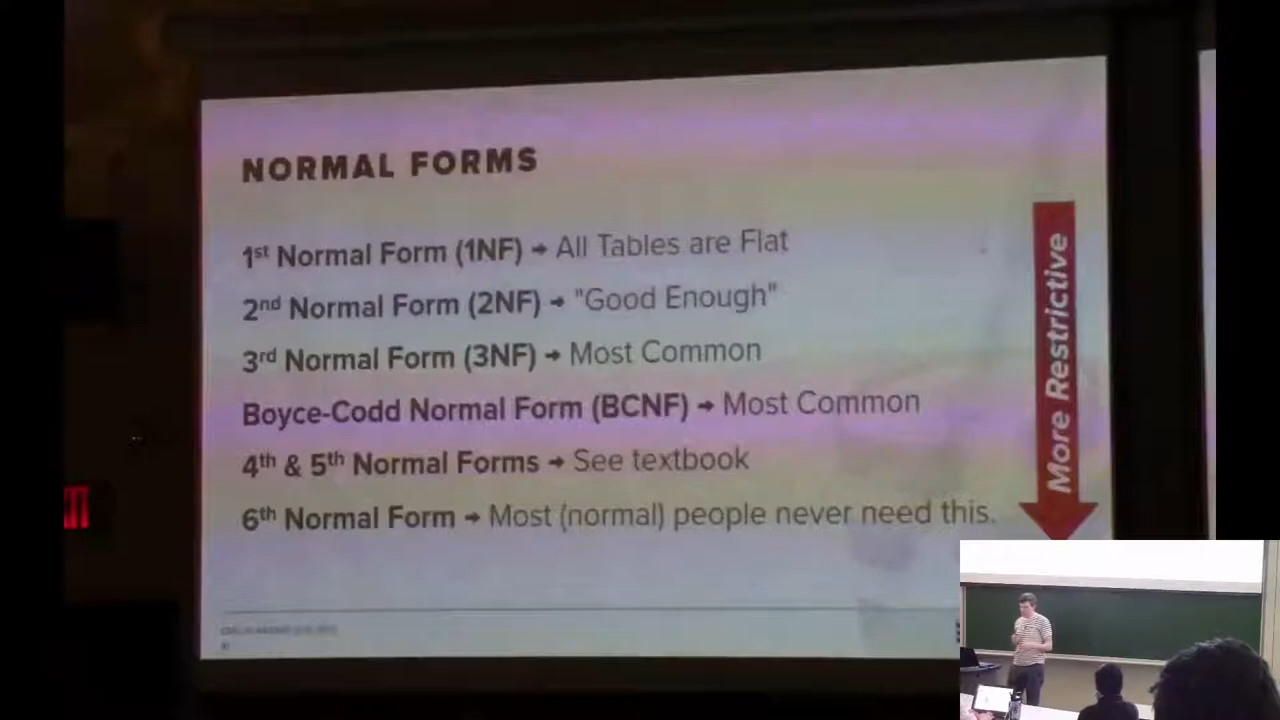 NORMAL FORMS
1st Normal Form (1NF) → All Tables are Flat
2nd Normal Form (2NF) → "Good Enough"
3rd Normal Form (3NF) → Most Common
Boyce-Codd Normal Form (BCNF) → Most Common
4th & 5th Normal Forms → See textbook
6th Normal Form → Most (normal) people never need this.
More Restrictive